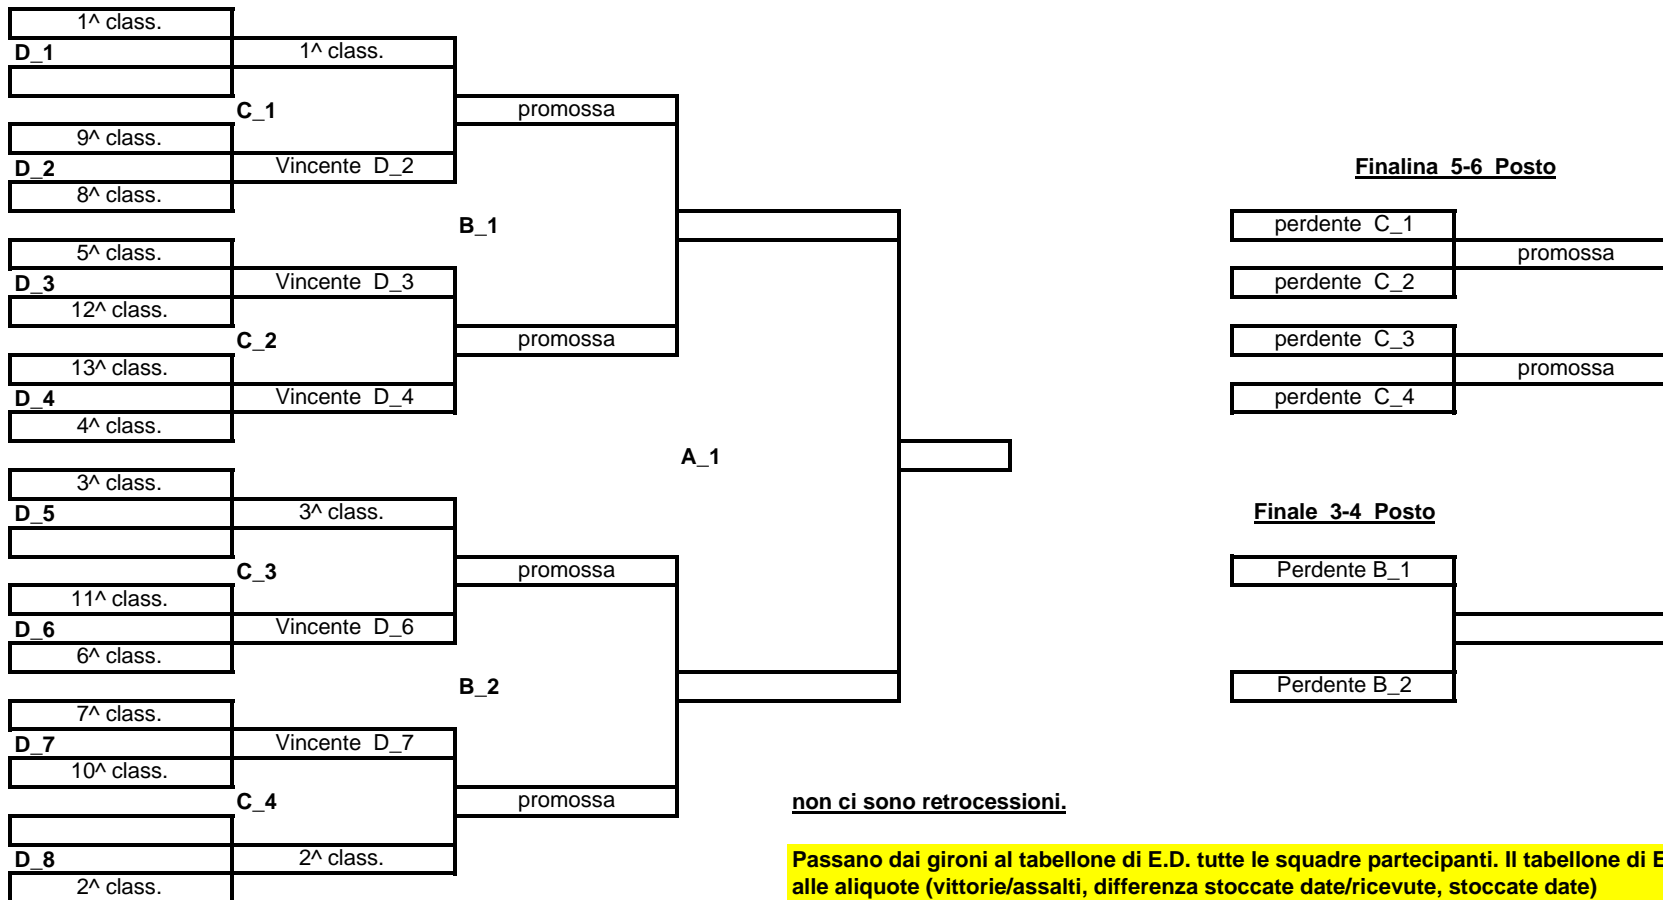 1^ class.
D_1
1^ class.
C_1
promossa
9^ class.
D_2
Vincente D_2
8^ class.
B_1
5^ class.
D_3
Vincente D_3
12^ class.
C_2
promossa
13^ class.
D_4
Vincente D_4
4^ class.
A_1
3^ class.
D_5
3^ class.
C_3
promossa
11^ class.
D_6
Vincente D_6
6^ class.
B_2
7^ class.
D_7
Vincente D_7
10^ class.
C_4
promossa
D_8
2^ class.
2^ class.
Finalina 5-6 Posto
perdente C_1
promossa
perdente C_2
perdente C_3
promossa
perdente C_4
Finale 3-4 Posto
Perdente B_1
Perdente B_2
non ci sono retrocessioni.
Passano dai gironi al tabellone di E.D. tutte le squadre partecipanti. Il tabellone di E
alle aliquote (vittorie/assalti, differenza stoccate date/ricevute, stoccate date)